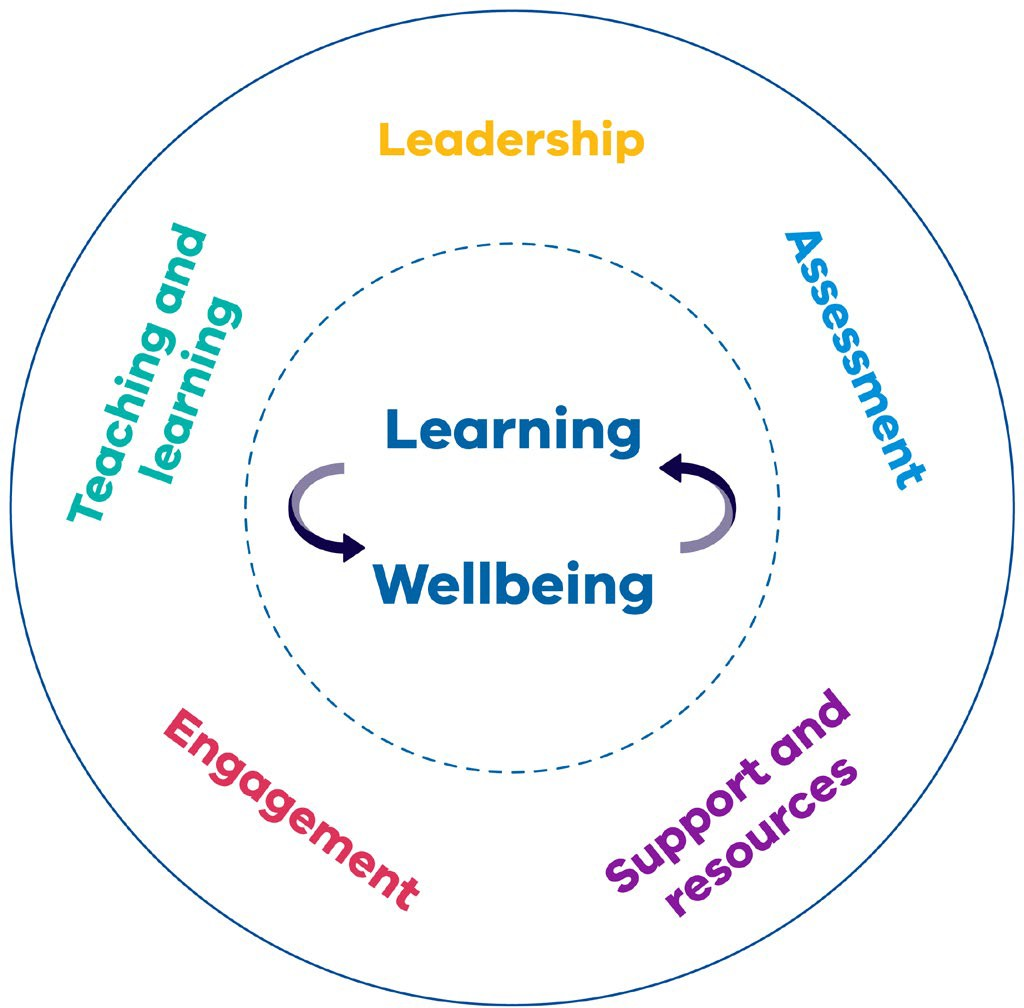 Leadership
Assessment
Support and
resources
Engagement
Teaching and
learning
Learning
Wellbeing